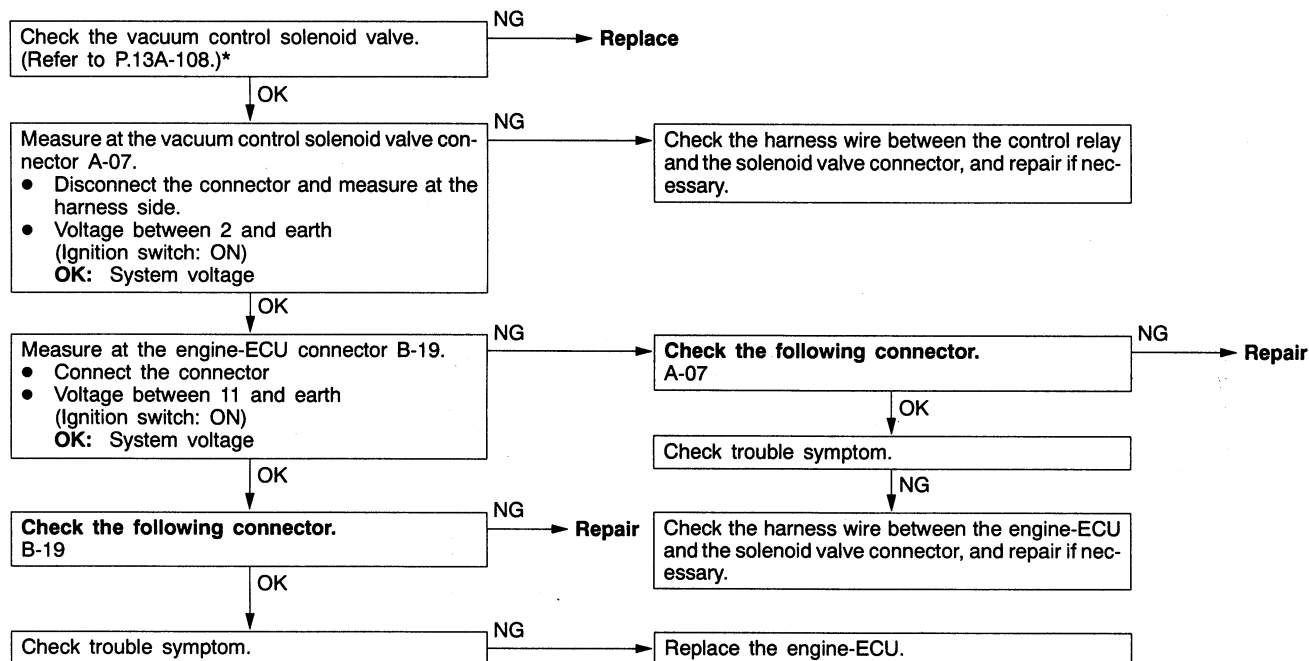 Check the vacuum control solenoid valve.
(Refer to P.13A-108.)*
NG
Replace
OK
Measure at the vacuum control solenoid valve con-
nector A-07.
● Disconnect the connector and measure at the
harness side.
● Voltage between 2 and earth
(Ignition switch: ON)
OK: System voltage
NG
Check the harness wire between the control relay
and the solenoid valve connector, and repair if nec-
essary.
OK
Measure at the engine-ECU connector B-19.
● Connect the connector
● Voltage between 11 and earth
(Ignition switch: ON)
OK: System voltage
NG
Check the following connector.
A-07
NG
Repair
OK
Check trouble symptom.
NG
Check the harness wire between the engine-ECU
and the solenoid valve connector, and repair if nec-
essary.
OK
Check the following connector.
B-19
NG
Repair
OK
Check trouble symptom.
NG
Replace the engine-ECU.